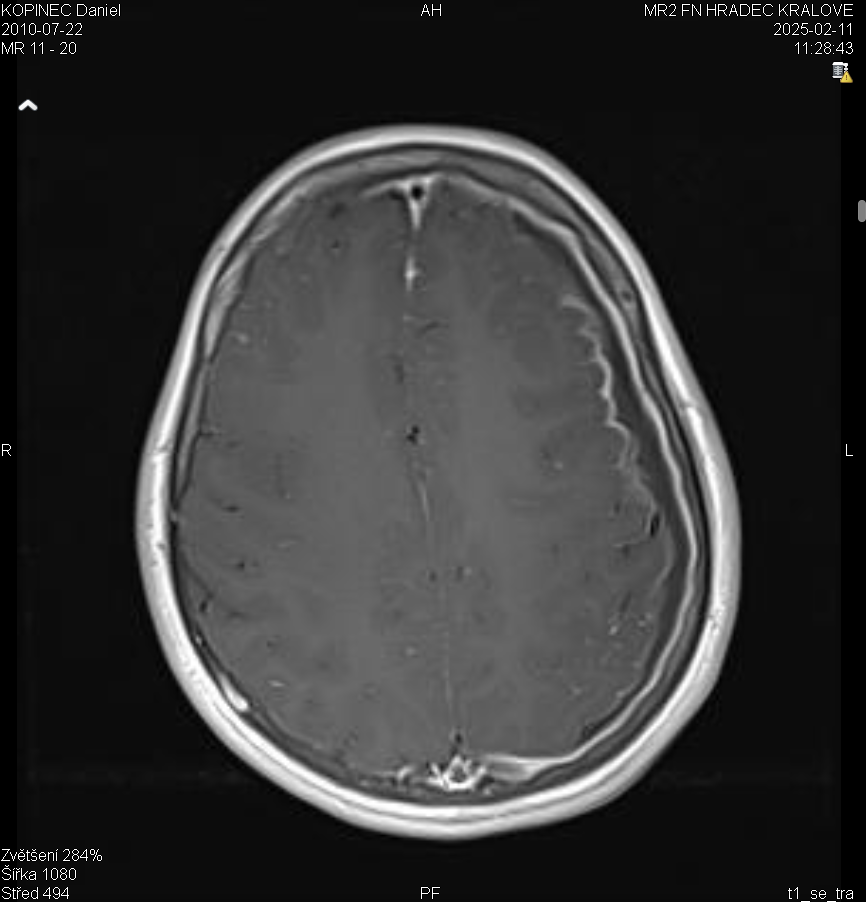 KOPINEC Daniel
2010-07-22
MR 11 - 20
AH
MR2 FN HRADEC KRALOVE
2025-02-11
11:28:43
R
L
Zvětšení 284%
Šířka 1080
Střed 494
PF
t1_se_tra